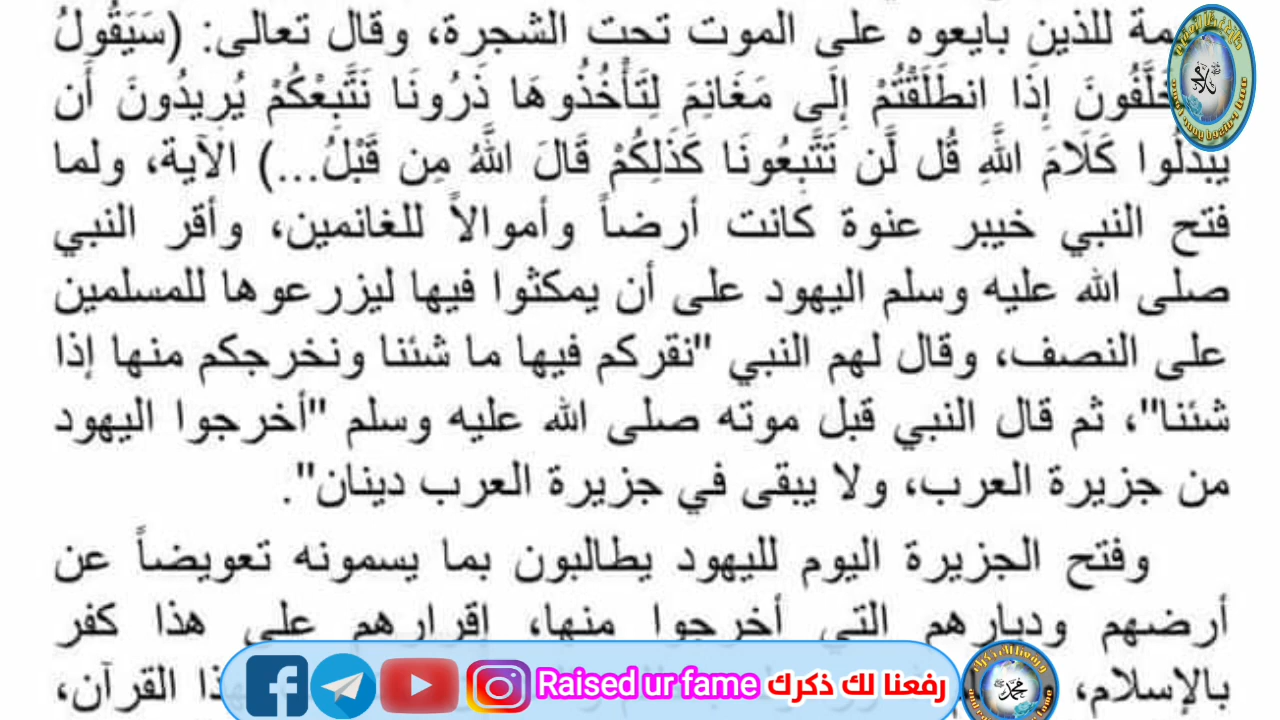 مة للذين بايعوه على الموت تحت الشجرة، وقال تعالى: (سَيَقُولُ
إِذَا انطَلَقْتُمْ إِلَى مَغَانِمَ لِتَأْخُذُوهَا ذَرُونَا نَتَّبِعْكُمْ يُرِيدُونَ أَن
يُبَدِّلُوا كَلَامَ اللَّهِ قُل لَّن تَتَّبِعُونَا كَذَلِكُمْ قَالَ اللَّهُ مِن قَبْلُ...) الآية، ولما
فتح النبي خيبر عنوة كانت أرضاً وأموالاً للغانمين، وأقر النبي
صلى الله عليه وسلم اليهود على أن يمكثوا فيها ليزرعوها للمسلمين
على النصف، وقال لهم النبي "نقركم فيها ما شئنا ونخرجكم منها إذا
شئنا"، ثم قال النبي قبل موته صلى الله عليه وسلم "أخرجوا اليهود
من جزيرة العرب، ولا يبقى في جزيرة العرب دينان".
وفتح الجزيرة اليوم لليهود يطالبون بما يسمونه تعويضاً عن
أرضهم وديارهم التي أخرجوا منها، إقرارهم على هذا كفر
بالإسلام، القرآن،
رفعنا لك ذكرك Raised ur fame